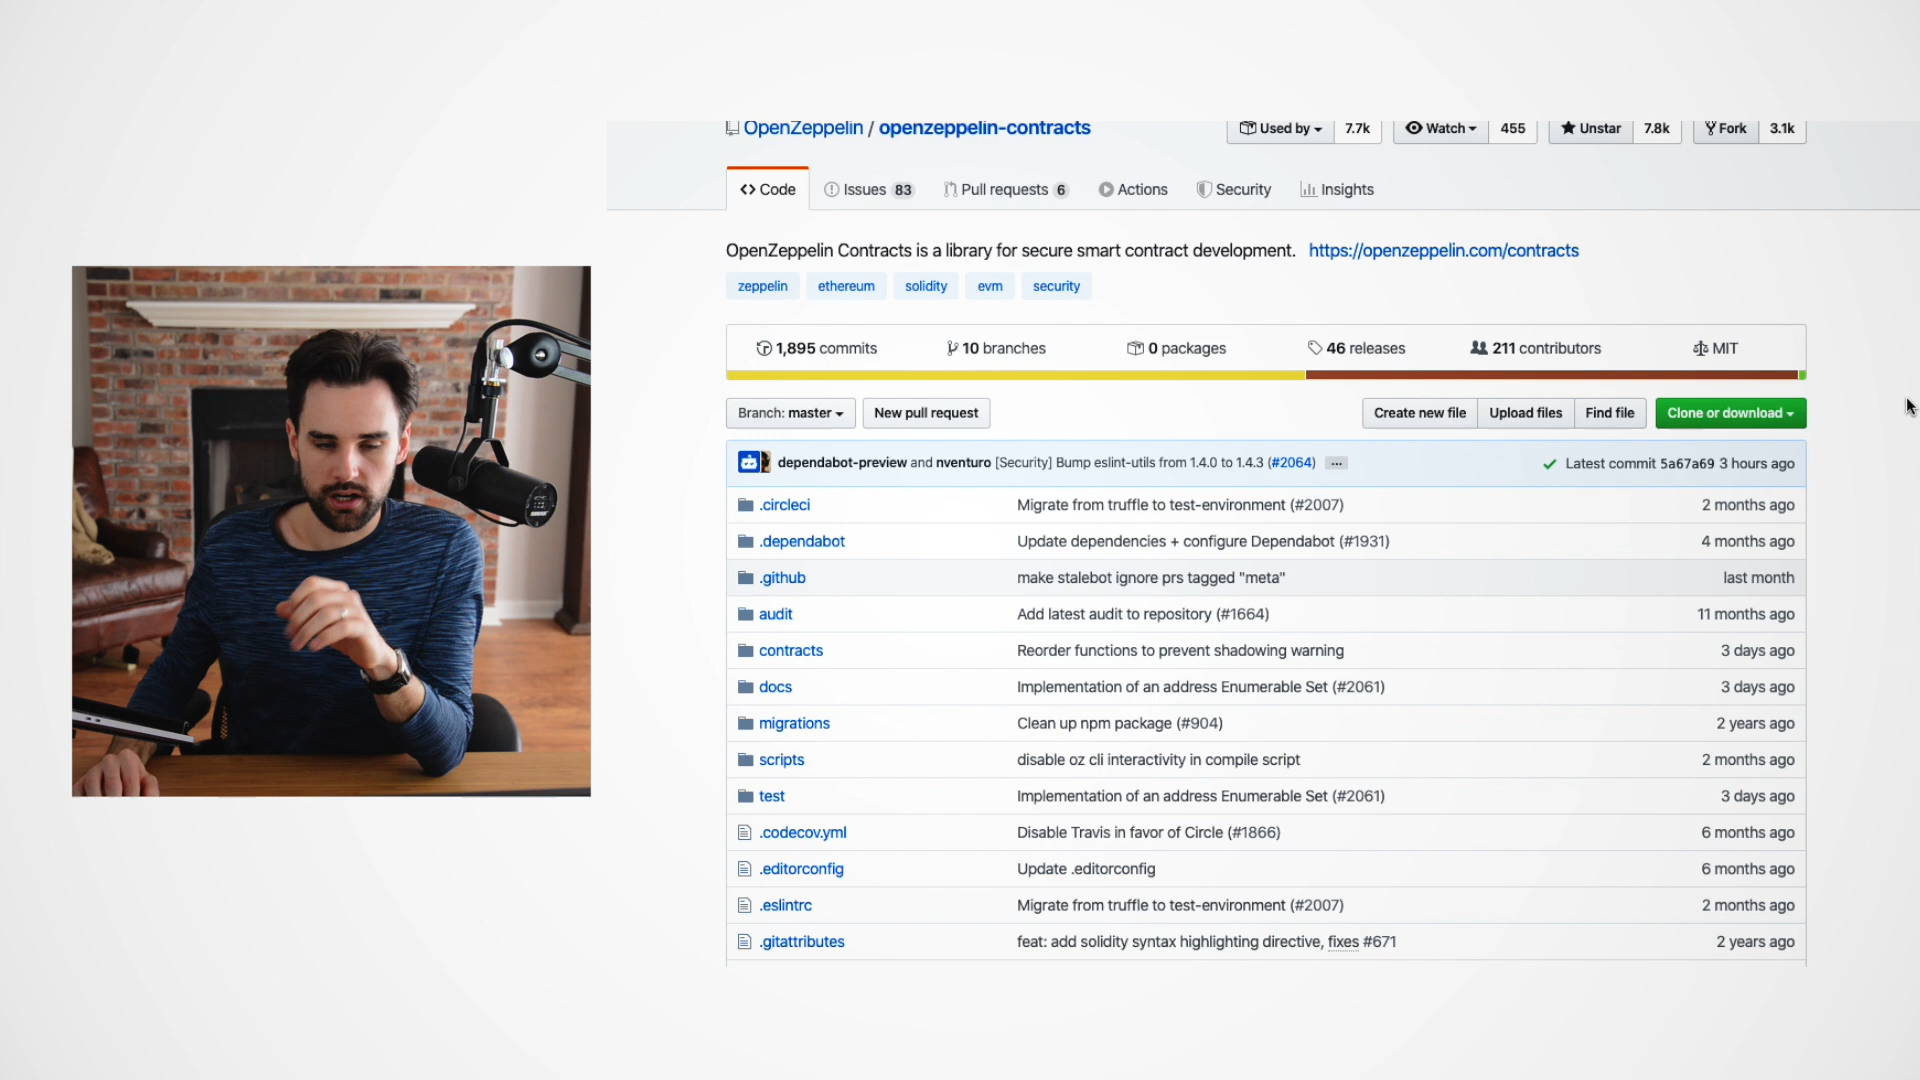 OpenZeppelin / openzeppelin-contracts Used by 7.7k Watch 455 Unstar 7.8k Fork 3.1k
Code Issues 83 Pull requests 6 Actions Security Insights
OpenZeppelin Contracts is a library for secure smart contract development. https://openzeppelin.com/contracts
zeppelin ethereum solidity evm security
1,895 commits 10 branches 0 packages 46 releases 211 contributors MIT
Branch: master New pull request Create new file Upload files Find file Clone or download
dependabot-preview and nventuro [Security] Bump eslint-utils from 1.4.0 to 1.4.3 (#2064) ... Latest commit 5a67a69 3 hours ago
.circleci Migrate from truffle to test-environment (#2007) 2 months ago
.dependabot Update dependencies + configure Dependabot (#1931) 4 months ago
.github make stalebot ignore prs tagged "meta" last month
audit Add latest audit to repository (#1664) 11 months ago
contracts Reorder functions to prevent shadowing warning 3 days ago
docs Implementation of an address Enumerable Set (#2061) 3 days ago
migrations Clean up npm package (#904) 2 years ago
scripts disable oz cli interactivity in compile script 2 months ago
test Implementation of an address Enumerable Set (#2061) 3 days ago
.codecov.yml Disable Travis in favor of Circle (#1866) 6 months ago
.editorconfig Update .editorconfig 6 months ago
.eslintrc Migrate from truffle to test-environment (#2007) 2 months ago
.gitattributes feat: add solidity syntax highlighting directive, fixes #671 2 years ago